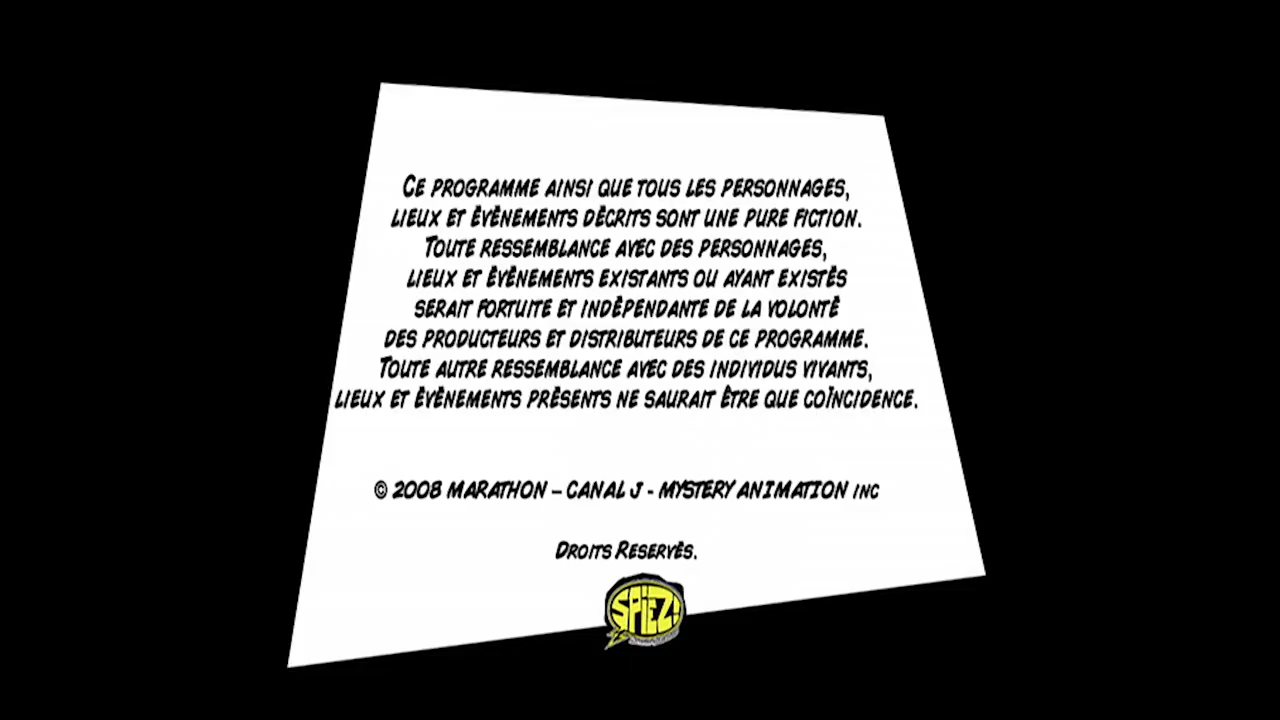 Ce programme ainsi que tous les personnages,
lieux et évènements décrits sont une pure fiction.
Toute ressemblance avec des personnages,
lieux et évènements existants ou ayant existés
serait fortuite et indépendante de la volonté
des producteurs et distributeurs de ce programme.
Toute autre ressemblance avec des individus vivants,
lieux et évènements présents ne saurait être que coïncidence.
© 2008 MARATHON – CANAL J - MYSTERY ANIMATION INC
Droits Reservés.
SPiEZ!